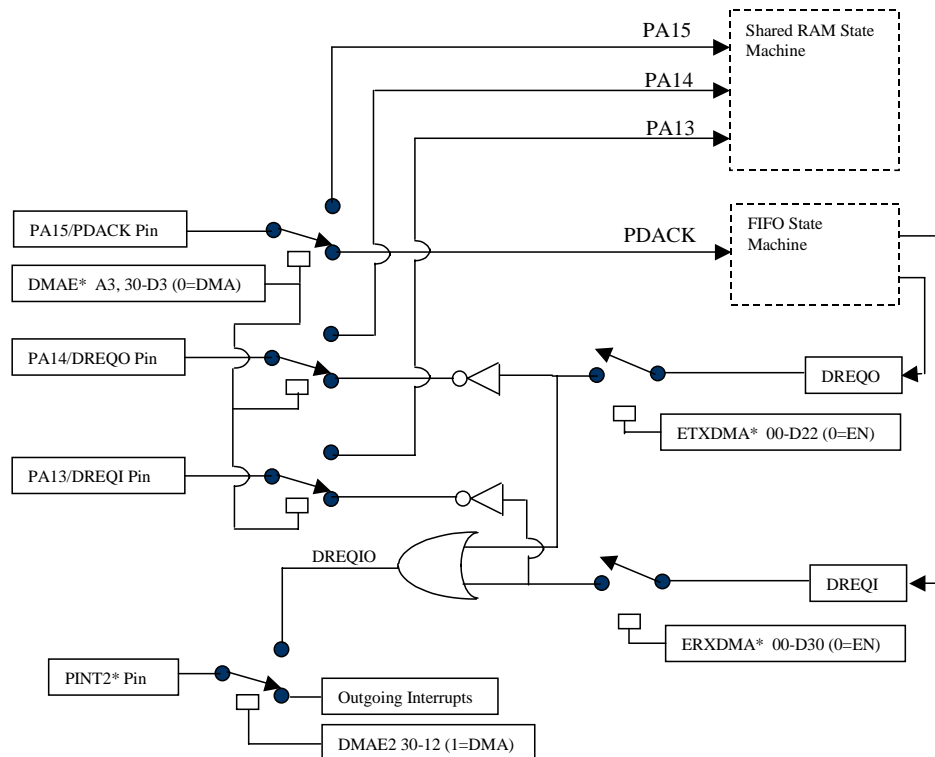 PA15
Shared RAM State
Machine
PA14
PA13
PA15/PDACK Pin
PDACK
FIFO State
Machine
DMAE*  A3, 30-D3 (0=DMA)
PA14/DREQO Pin
DREQO
ETXDMA*  00-D22 (0=EN)
PA13/DREQI Pin
DREQIO
DREQI
ERXDMA*  00-D30 (0=EN)
PINT2* Pin
Outgoing Interrupts
DMAE2 30-12 (1=DMA)